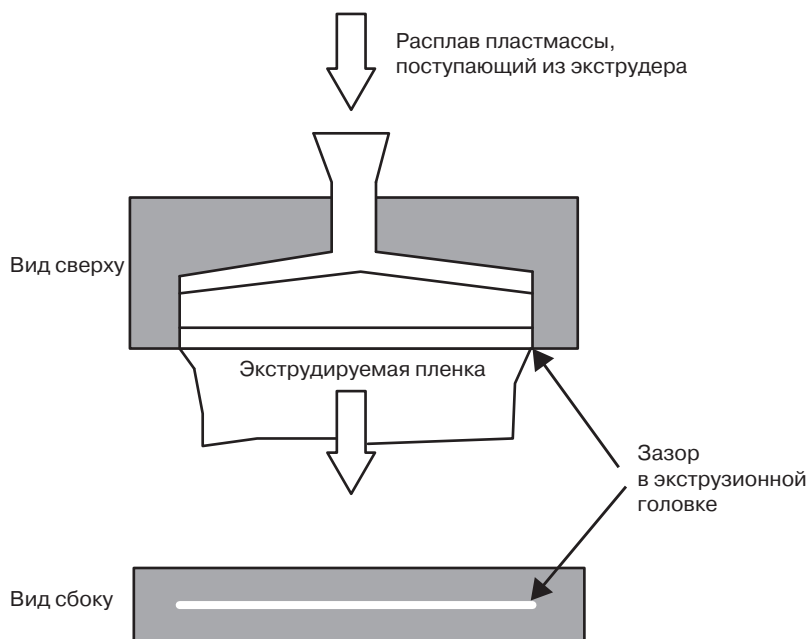 Расплав пластмассы,
поступающий из экструдера
Вид сверху
Экструдируемая пленка
Зазор
в экструзионной
головке
Вид сбоку